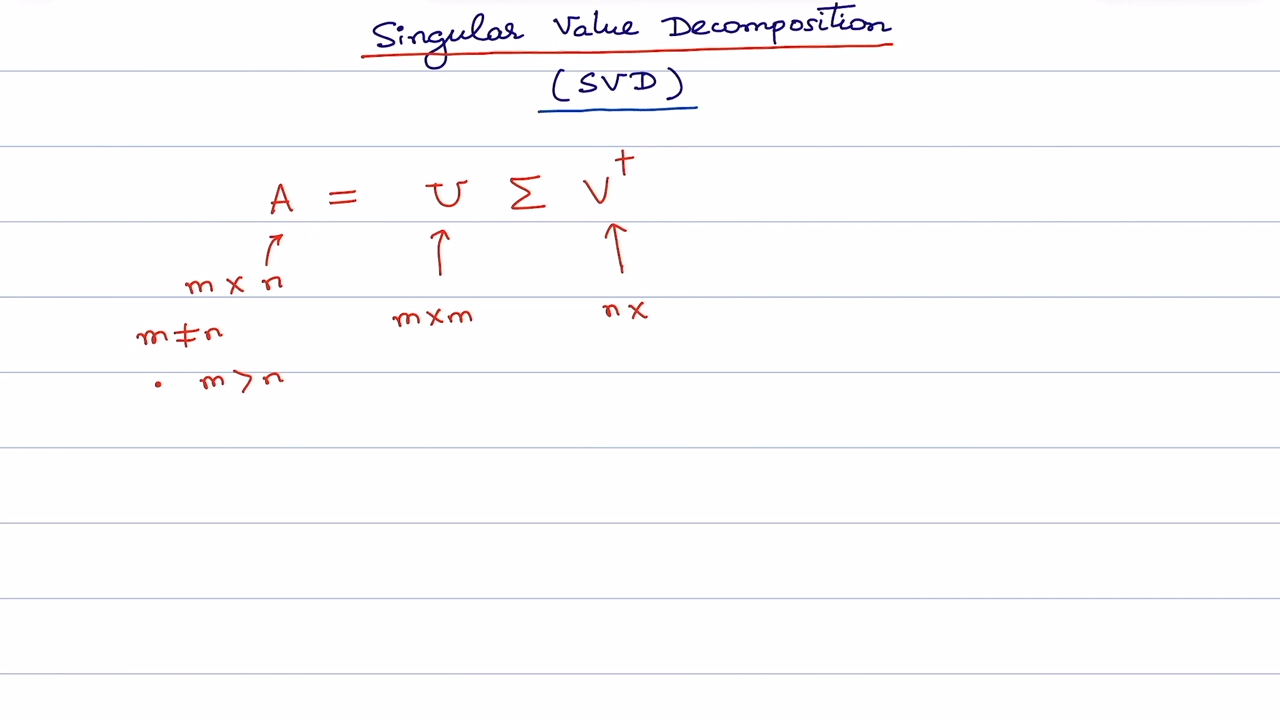 Singular Value Decomposition
(SVD)
A = U Σ V†
m x n
m x m
n x
m ≠ n
• m > n